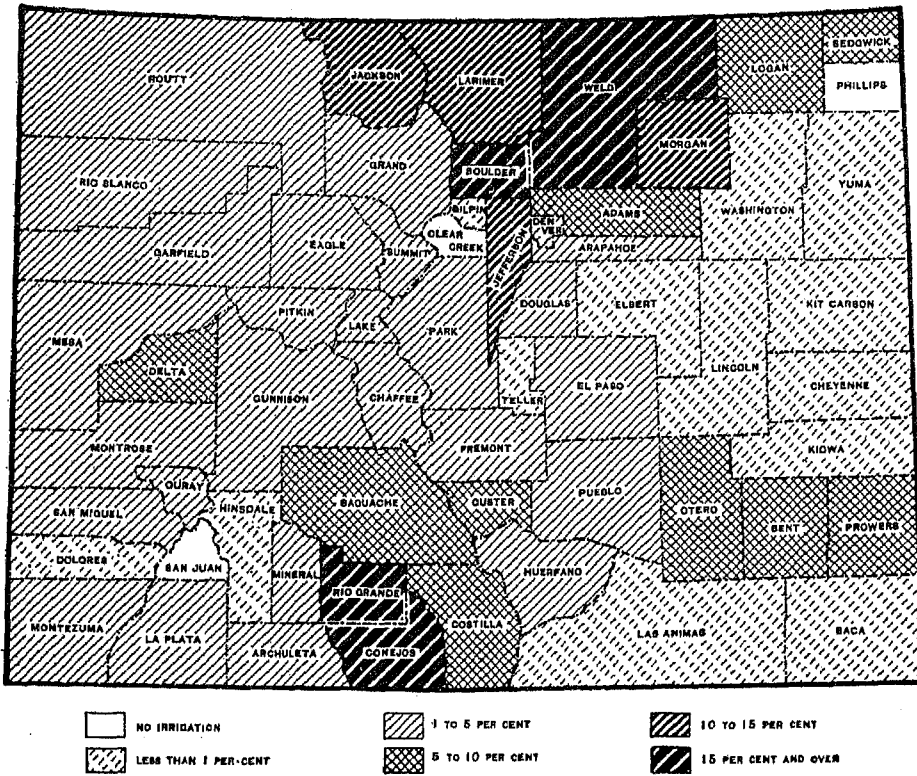 ROUTT
JACKSON
LARIMER
WELD
LOGAN
SEDGWICK
PHILLIPS
MORGAN
GRAND
BOULDER
RIO BLANCO
WASHINGTON
YUMA
GILPIN
ADAMS
DENVER
CLEAR CREEK
ARAPAHOE
GARFIELD
EAGLE
SUMMIT
JEFFERSON
DOUGLAS
ELBERT
KIT CARSON
PITKIN
LAKE
PARK
MESA
DELTA
LINCOLN
CHEYENNE
GUNNISON
CHAFFEE
TELLER
EL PASO
MONTROSE
FREMONT
KIOWA
OURAY
SAN MIGUEL
HINSDALE
SAGUACHE
CUSTER
PUEBLO
OTERO
BENT
PROWERS
DOLORES
SAN JUAN
MINERAL
RIO GRANDE
HUERFANO
COSTILLA
MONTEZUMA
LA PLATA
ARCHULETA
CONEJOS
LAS ANIMAS
BACA
NO IRRIGATION
1 TO 5 PER CENT
10 TO 15 PER CENT
LESS THAN 1 PER-CENT
5 TO 10 PER CENT
15 PER CENT AND OVER